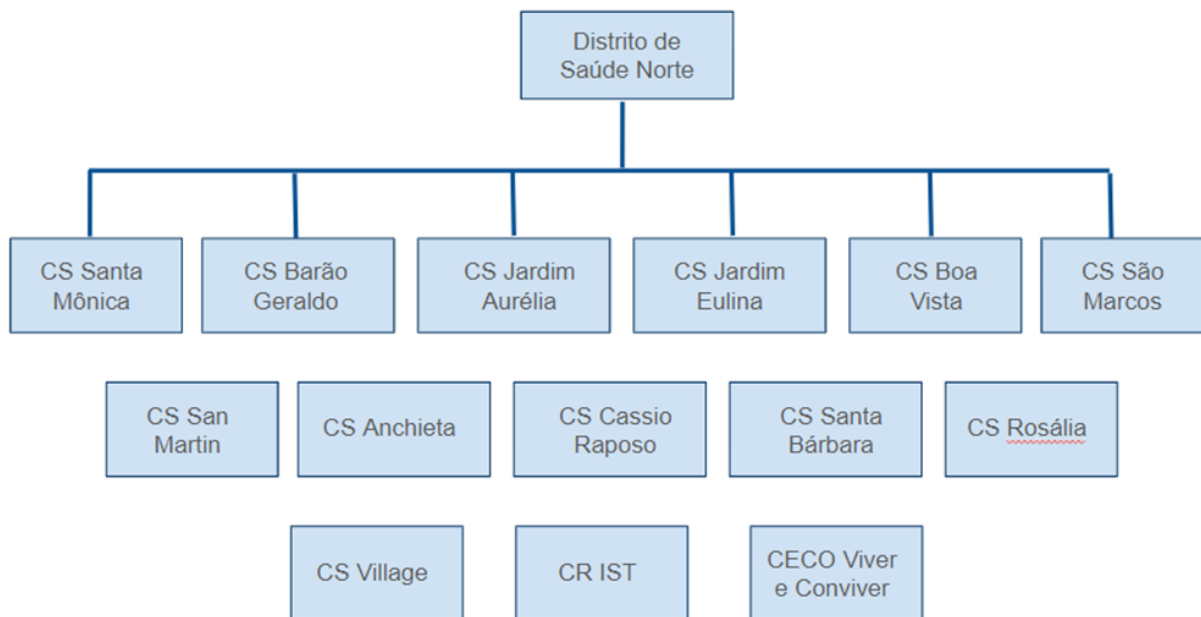 Distrito de
Saúde Norte
CS Santa
Mônica
CS Barão
Geraldo
CS Jardim
Aurélia
CS Jardim
Eulina
CS Boa
Vista
CS São
Marcos
CS San
Martin
CS Anchieta
CS Cassio
Raposo
CS Santa
Bárbara
CS Rosália
CS Village
CR IST
CECO Viver
e Conviver